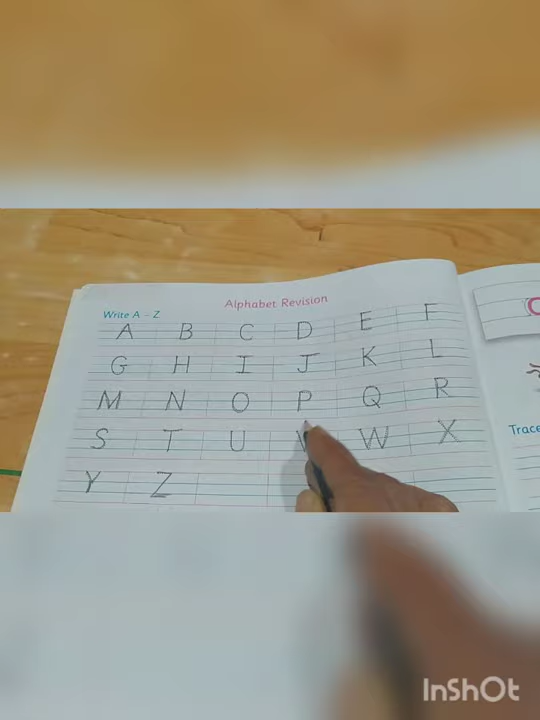 Alphabet Revision
Write A - Z
A B C D E F
G H I J K L
M N O P Q R
S T U V W X
Y Z
Trace
InShOt